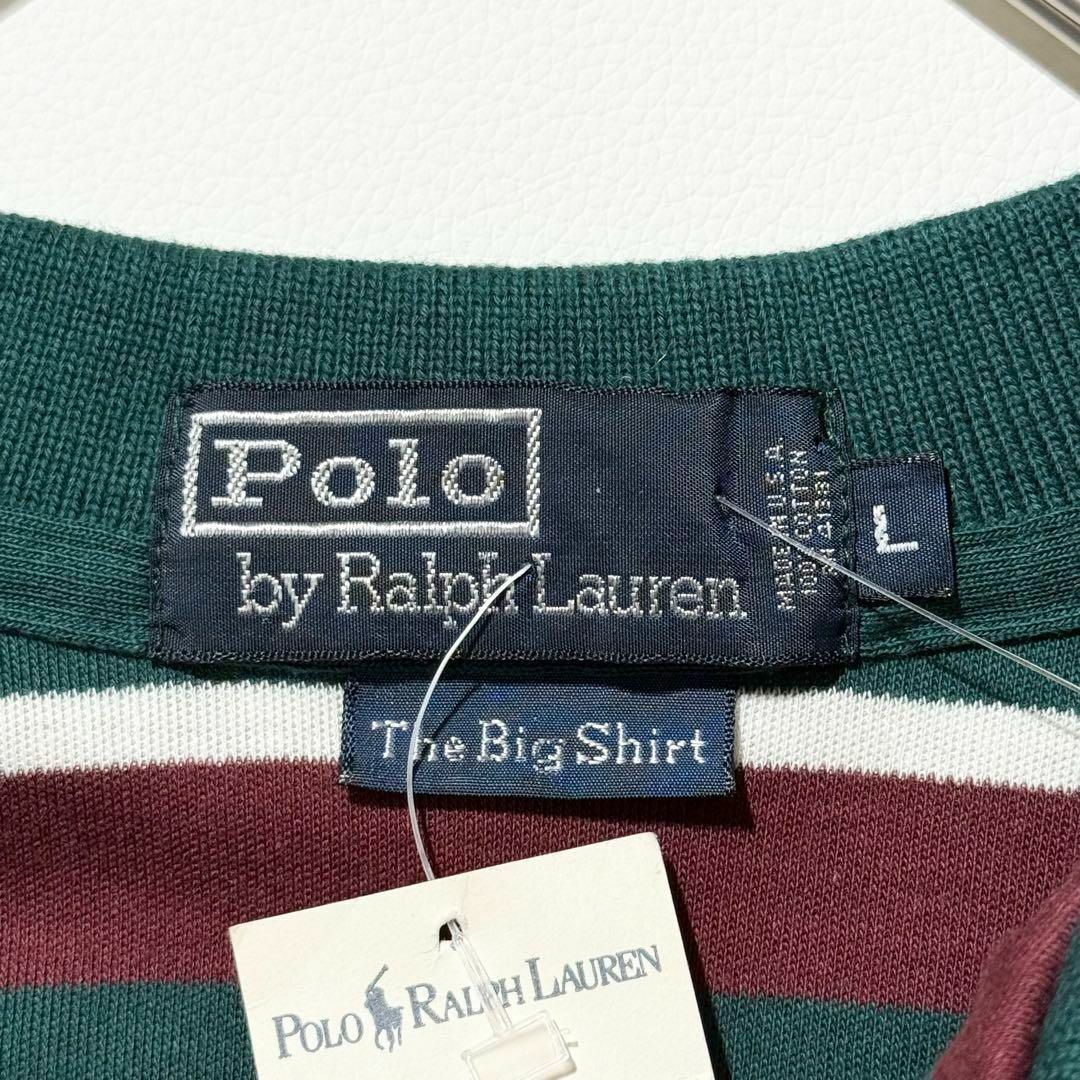 Polo
by Ralph Lauren
MADE IN U.S.A.
100% COTTON
L
The Big Shirt
POLO RALPH LAUREN